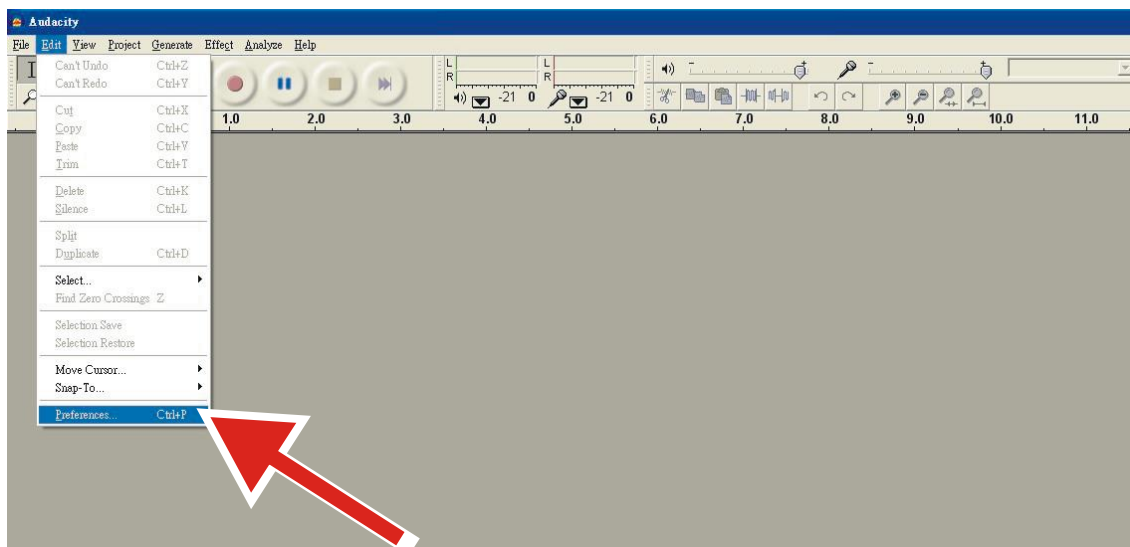 Audacity
File Edit View Project Generate Effect Analyze Help
Can't Undo Ctrl+Z
Can't Redo Ctrl+Y
Cut Ctrl+X
Copy Ctrl+C
Paste Ctrl+V
Trim Ctrl+T
Delete Ctrl+K
Silence Ctrl+L
Split
Duplicate Ctrl+D
Select...
Find Zero Crossings Z
Selection Save
Selection Restore
Move Cursor...
Snap-To...
Preferences... Ctrl+P
L L
R R
-21 0 -21 0
- - 
1.0 2.0 3.0 4.0 5.0 6.0 7.0 8.0 9.0 10.0 11.0